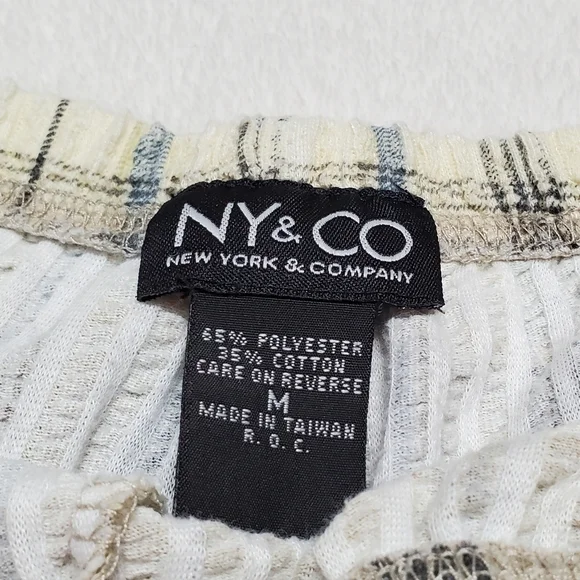 NY&CO
NEW YORK & COMPANY
65% POLYESTER
35% COTTON
CARE ON REVERSE
M
MADE IN TAIWAN
R. O. C.